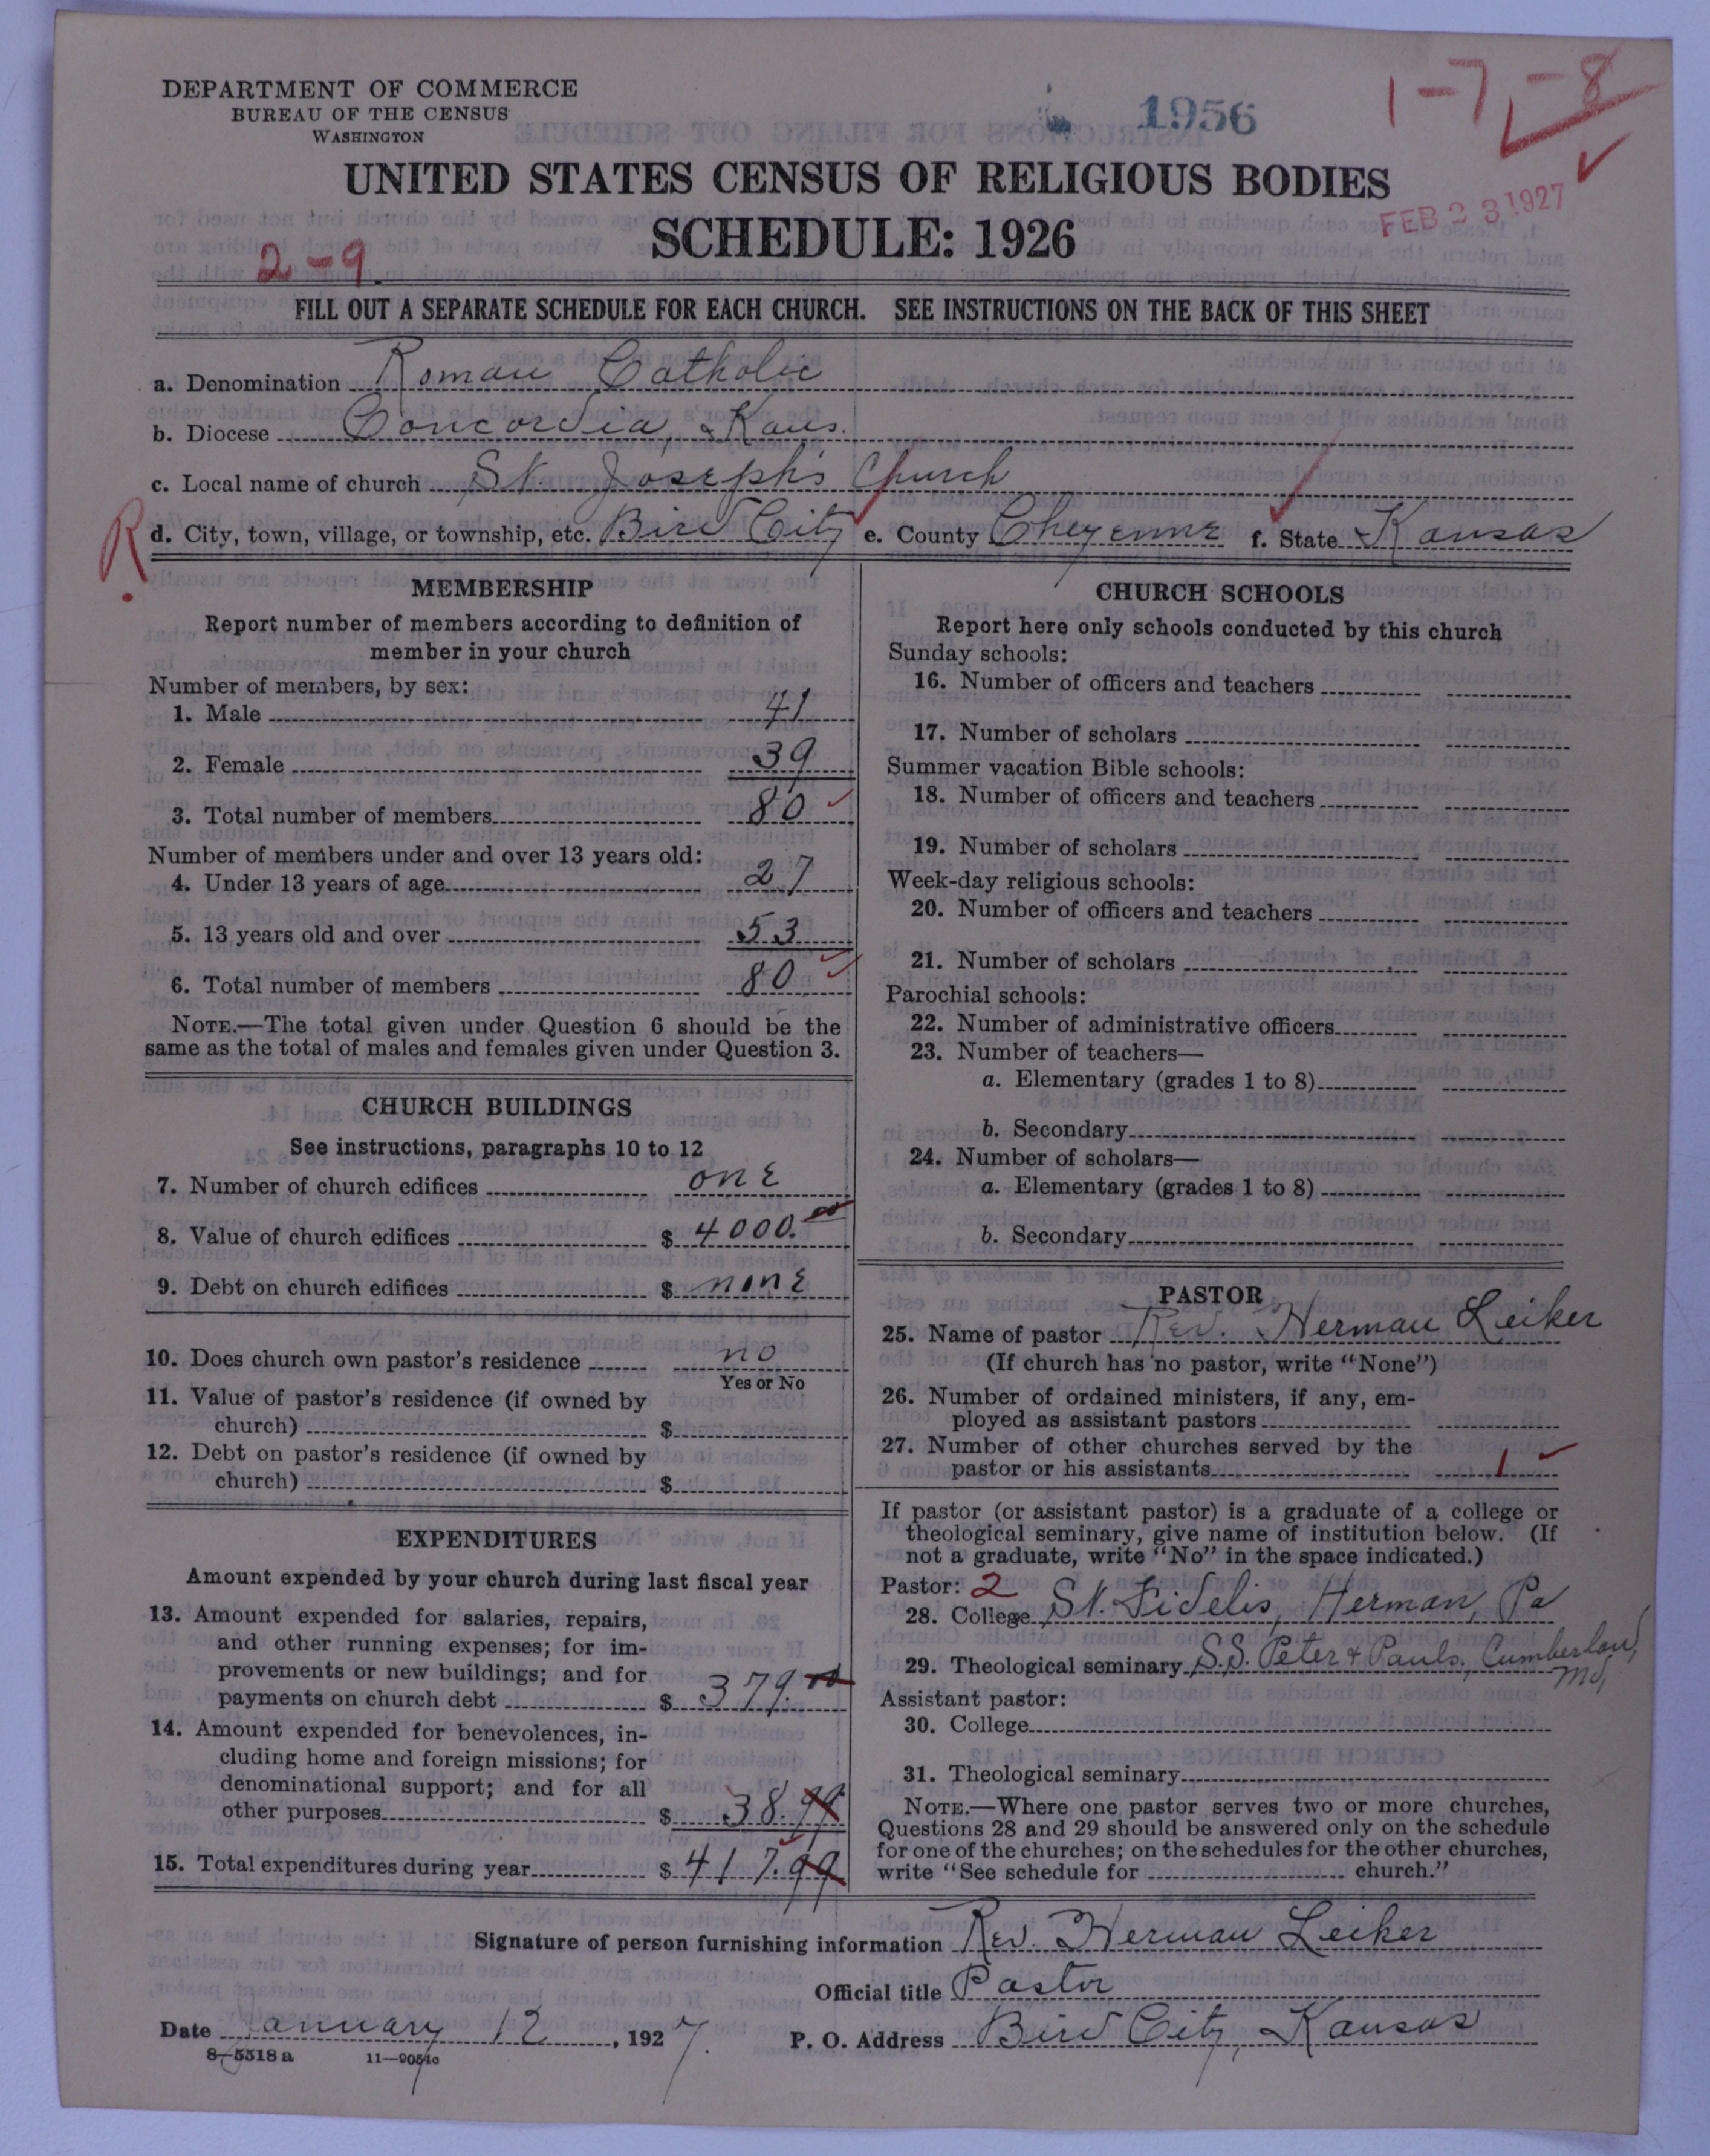 DEPARTMENT OF COMMERCE
BUREAU OF THE CENSUS
WASHINGTON
1956
1-7, -8
UNITED STATES CENSUS OF RELIGIOUS BODIES
SCHEDULE: 1926
FEB 23 1927
2-9
FILL OUT A SEPARATE SCHEDULE FOR EACH CHURCH. SEE INSTRUCTIONS ON THE BACK OF THIS SHEET
a. Denomination Roman Catholic
b. Diocese Concordia, Kans.
c. Local name of church St. Joseph's Church
R. d. City, town, village, or township, etc. Bird City e. County Cheyenne f. State Kansas
MEMBERSHIP
Report number of members according to definition of
member in your church
Number of members, by sex:
1. Male 41
2. Female 39
3. Total number of members 80
Number of members under and over 13 years old:
4. Under 13 years of age 27
5. 13 years old and over 53
6. Total number of members 80
NOTE.—The total given under Question 6 should be the
same as the total of males and females given under Question 3.
CHURCH BUILDINGS
See instructions, paragraphs 10 to 12
7. Number of church edifices one
8. Value of church edifices $ 4000.00
9. Debt on church edifices $ none
10. Does church own pastor's residence no
Yes or No
11. Value of pastor's residence (if owned by
church) $
12. Debt on pastor's residence (if owned by
church) $
EXPENDITURES
Amount expended by your church during last fiscal year
13. Amount expended for salaries, repairs,
and other running expenses; for im-
provements or new buildings; and for
payments on church debt $ 379.
14. Amount expended for benevolences, in-
cluding home and foreign missions; for
denominational support; and for all
other purposes $ 38.99
15. Total expenditures during year $ 417.99
CHURCH SCHOOLS
Report here only schools conducted by this church
Sunday schools:
16. Number of officers and teachers
17. Number of scholars
Summer vacation Bible schools:
18. Number of officers and teachers
19. Number of scholars
Week-day religious schools:
20. Number of officers and teachers
21. Number of scholars
Parochial schools:
22. Number of administrative officers
23. Number of teachers—
a. Elementary (grades 1 to 8)
b. Secondary
24. Number of scholars—
a. Elementary (grades 1 to 8)
b. Secondary
PASTOR
25. Name of pastor Rev. Herman Leiker
(If church has no pastor, write "None")
26. Number of ordained ministers, if any, em-
ployed as assistant pastors
27. Number of other churches served by the
pastor or his assistants 1
If pastor (or assistant pastor) is a graduate of a college or
theological seminary, give name of institution below. (If
not a graduate, write "No" in the space indicated.)
Pastor: 2
28. College St. Fidelis, Herman, Pa
29. Theological seminary S.S. Peter & Pauls, Cumberland,
Md,
Assistant pastor:
30. College
31. Theological seminary
NOTE.—Where one pastor serves two or more churches,
Questions 28 and 29 should be answered only on the schedule
for one of the churches; on the schedules for the other churches,
write "See schedule for church."
Signature of person furnishing information Rev. Herman Leiker
Official title Pastor
Date January 12, 1927. P. O. Address Bird City, Kansas
8-5518 a 11-9054c